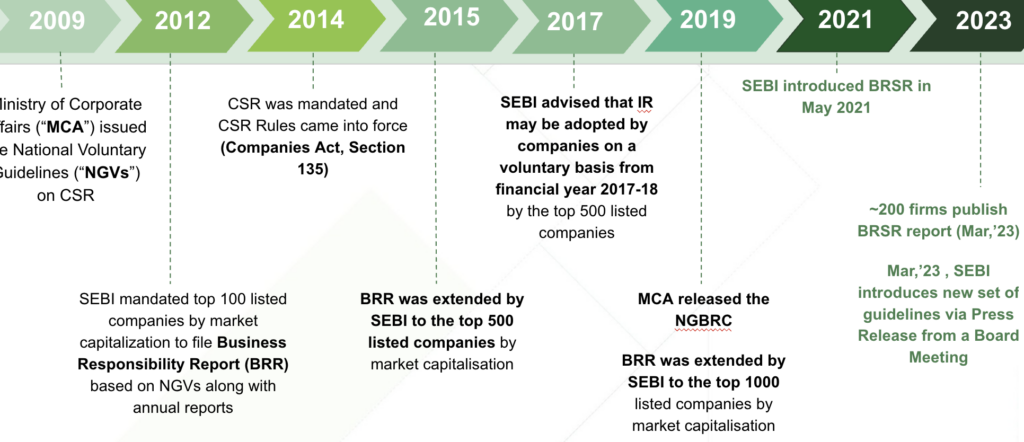 2009
2012
2014
2015
2017
2019
2021
2023
inistry of Corporate
ffairs (“MCA”) issued
e National Voluntary
uidelines (“NGVs”)
on CSR
SEBI mandated top 100 listed
companies by market
capitalization to file Business
Responsibility Report (BRR)
based on NGVs along with
annual reports
CSR was mandated and
CSR Rules came into force
(Companies Act, Section
135)
BRR was extended by
SEBI to the top 500
listed companies by
market capitalisation
SEBI advised that IR
may be adopted by
companies on a
voluntary basis from
financial year 2017-18
by the top 500 listed
companies
MCA released the
NGBRC
BRR was extended by
SEBI to the top 1000
listed companies by
market capitalisation
SEBI introduced BRSR in
May 2021
~200 firms publish
BRSR report (Mar,’23)
Mar,’23 , SEBI
introduces new set of
guidelines via Press
Release from a Board
Meeting